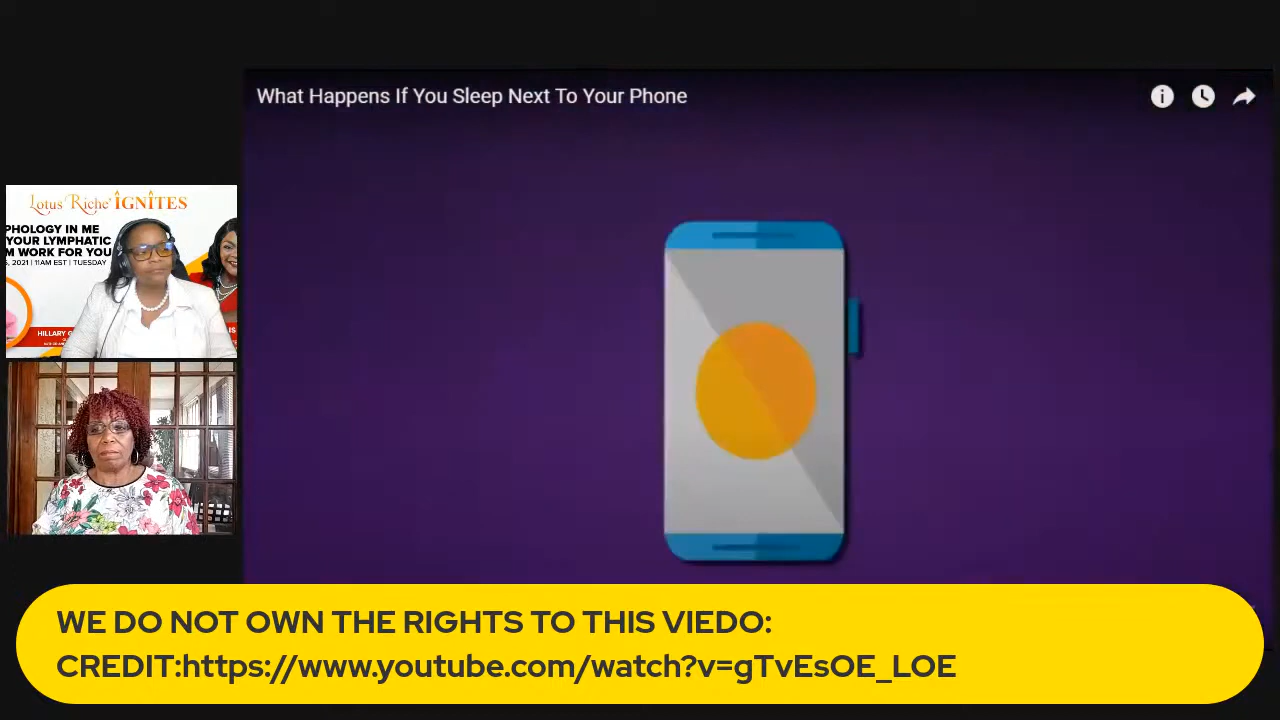 What Happens If You Sleep Next To Your Phone
Lotus Riche' IGNITES
PHOLOGY IN ME
YOUR LYMPHATIC
M WORK FOR YOU
, 2021 | 11AM EST | TUESDAY
HILLARY G
IS
WE DO NOT OWN THE RIGHTS TO THIS VIEDO:
CREDIT:https://www.youtube.com/watch?v=gTvEsOE_LOE